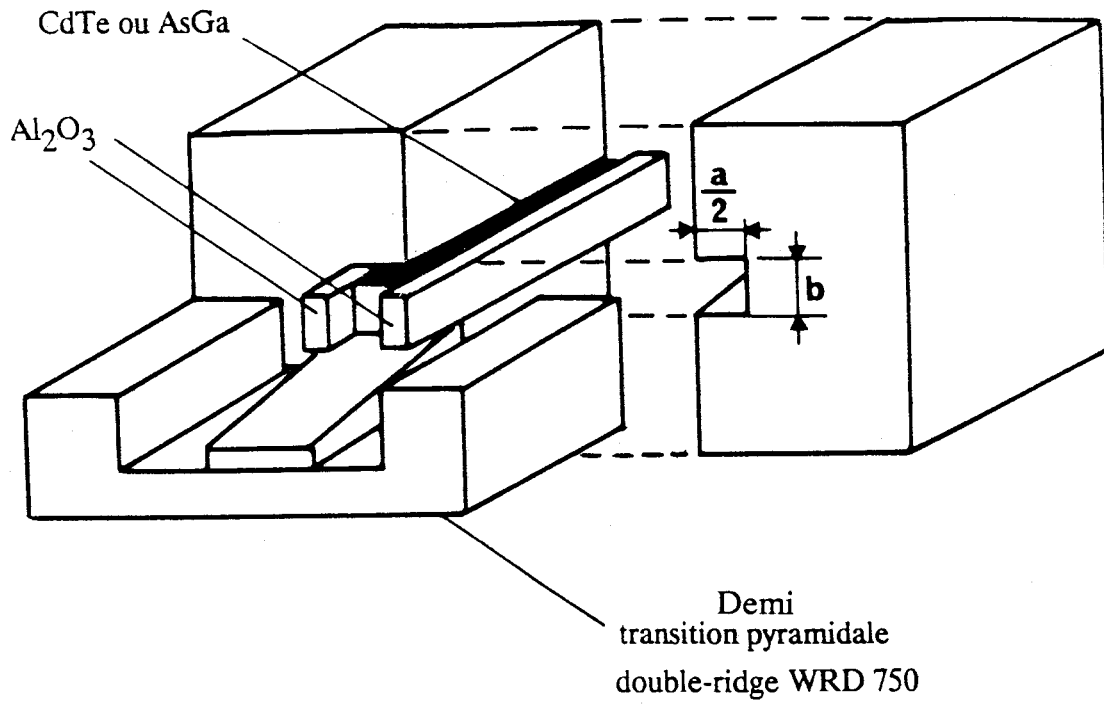 CdTe ou AsGa
Al₂O₃
a
2
b
Demi
transition pyramidale
double-ridge WRD 750